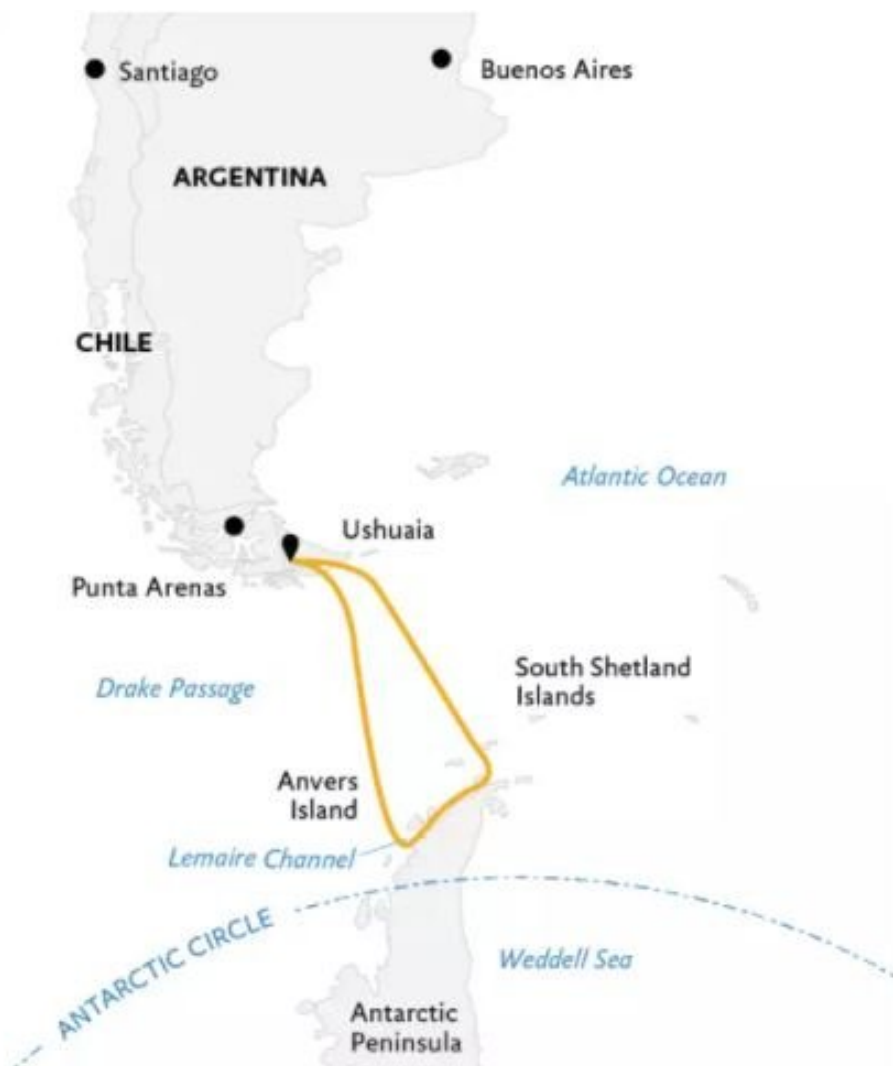 Santiago
Buenos Aires
ARGENTINA
CHILE
Atlantic Ocean
Ushuaia
Punta Arenas
South Shetland
Islands
Drake Passage
Anvers
Island
Lemaire Channel
ANTARCTIC CIRCLE
Weddell Sea
Antarctic
Peninsula